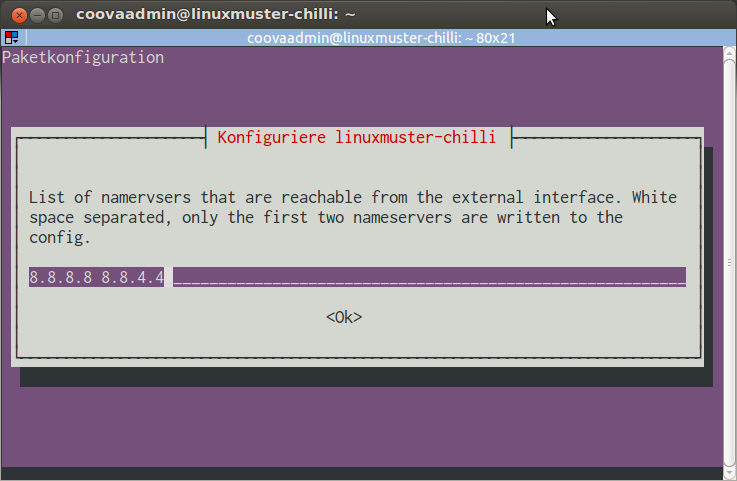 coovaadmin@linuxmuster-chilli: ~
coovaadmin@linuxmuster-chilli: ~ 80x21
Paketkonfiguration
Konfiguriere linuxmuster-chilli
List of namervsers that are reachable from the external interface. White
space separated, only the first two nameservers are written to the
config.
8.8.8.8 8.8.4.4
<Ok>